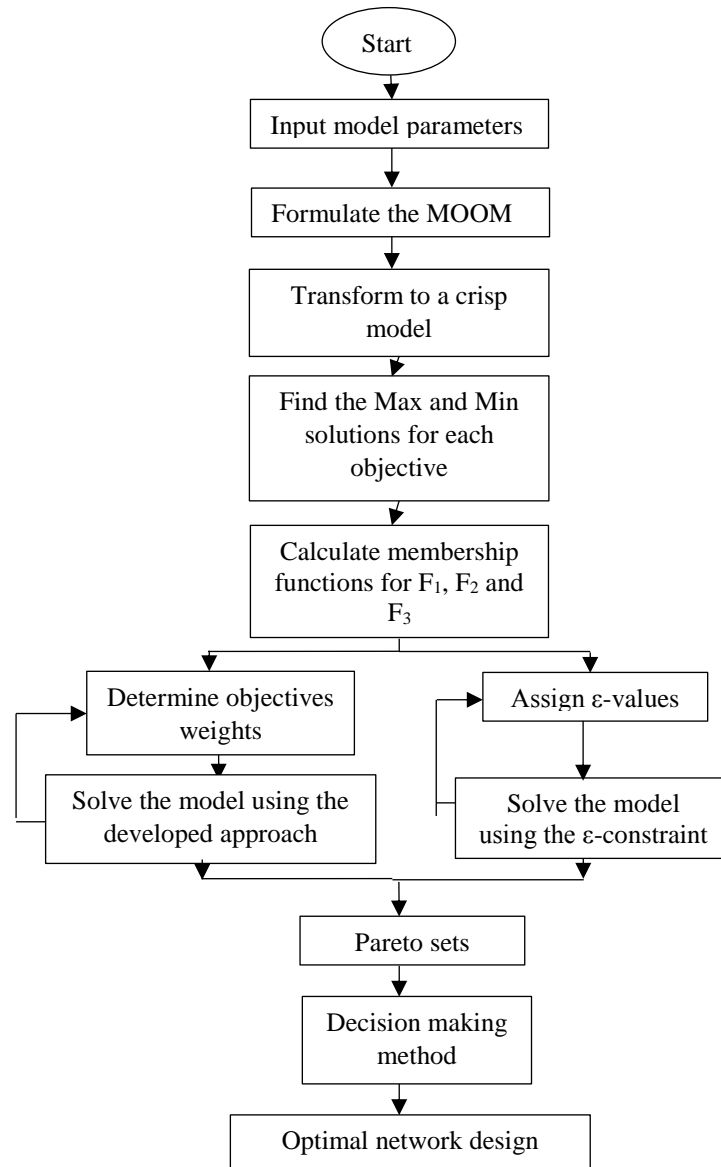 Start
Input model parameters
Formulate the MOOM
Transform to a crisp
model
Find the Max and Min
solutions for each
objective
Calculate membership
functions for F₁, F₂ and
F₃
Determine objectives
weights
Solve the model using the
developed approach
Assign ε-values
Solve the model
using the ε-constraint
Pareto sets
Decision making
method
Optimal network design